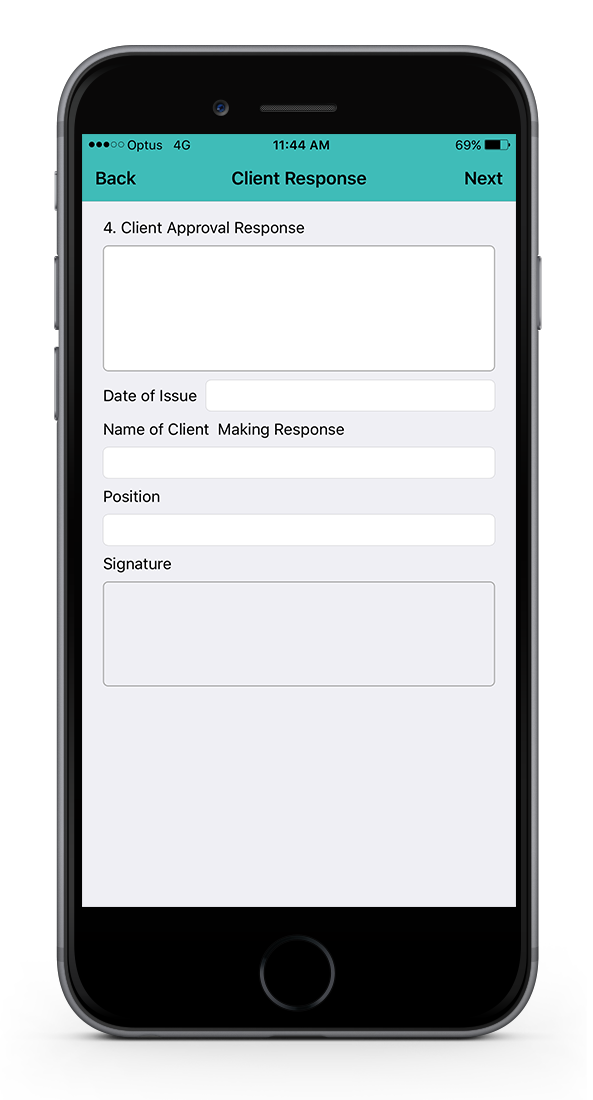 ●●●○○ Optus 4G 11:44 AM 69%
Back Client Response Next
4. Client Approval Response
Date of Issue
Name of Client  Making Response
Position
Signature